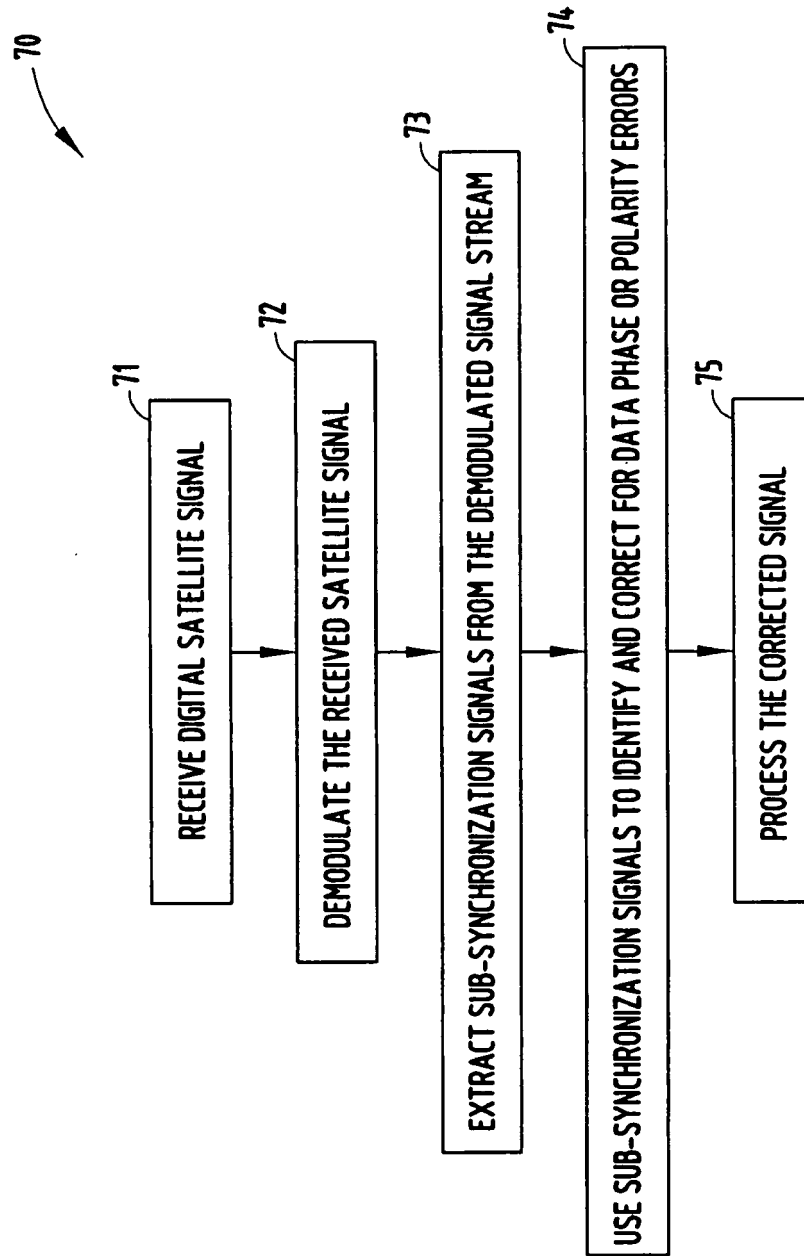 70
71
RECEIVE DIGITAL SATELLITE SIGNAL
72
DEMODULATE THE RECEIVED SATELLITE SIGNAL
73
EXTRACT SUB-SYNCHRONIZATION SIGNALS FROM THE DEMODULATED SIGNAL STREAM
74
USE SUB-SYNCHRONIZATION SIGNALS TO IDENTIFY AND CORRECT FOR DATA PHASE OR POLARITY ERRORS
75
PROCESS THE CORRECTED SIGNAL